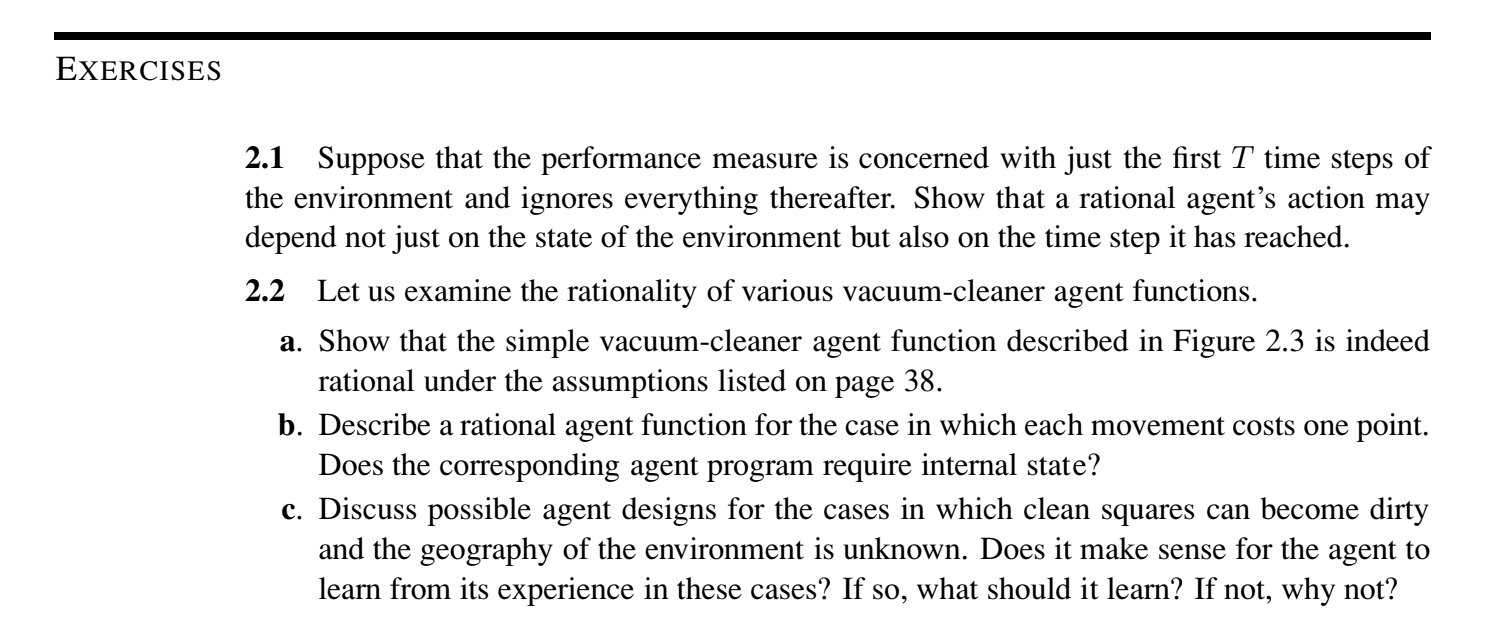 EXERCISES
2.1 Suppose that the performance measure is concerned with just the first T time steps of
the environment and ignores everything thereafter. Show that a rational agent's action may
depend not just on the state of the environment but also on the time step it has reached.
2.2 Let us examine the rationality of various vacuum-cleaner agent functions.
a. Show that the simple vacuum-cleaner agent function described in Figure 2.3 is indeed
rational under the assumptions listed on page 38.
b. Describe a rational agent function for the case in which each movement costs one point.
Does the corresponding agent program require internal state?
c. Discuss possible agent designs for the cases in which clean squares can become dirty
and the geography of the environment is unknown. Does it make sense for the agent to
learn from its experience in these cases? If so, what should it learn? If not, why not?